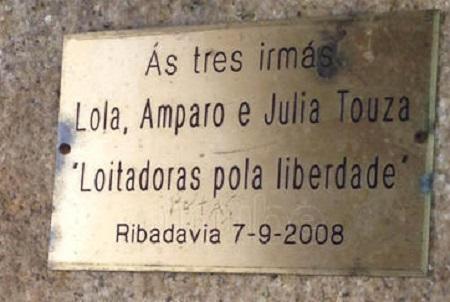 Ás tres irmás
Lola, Amparo e Julia Touza
"Loitadoras pola liberdade"
Ribadavia 7-9-2008